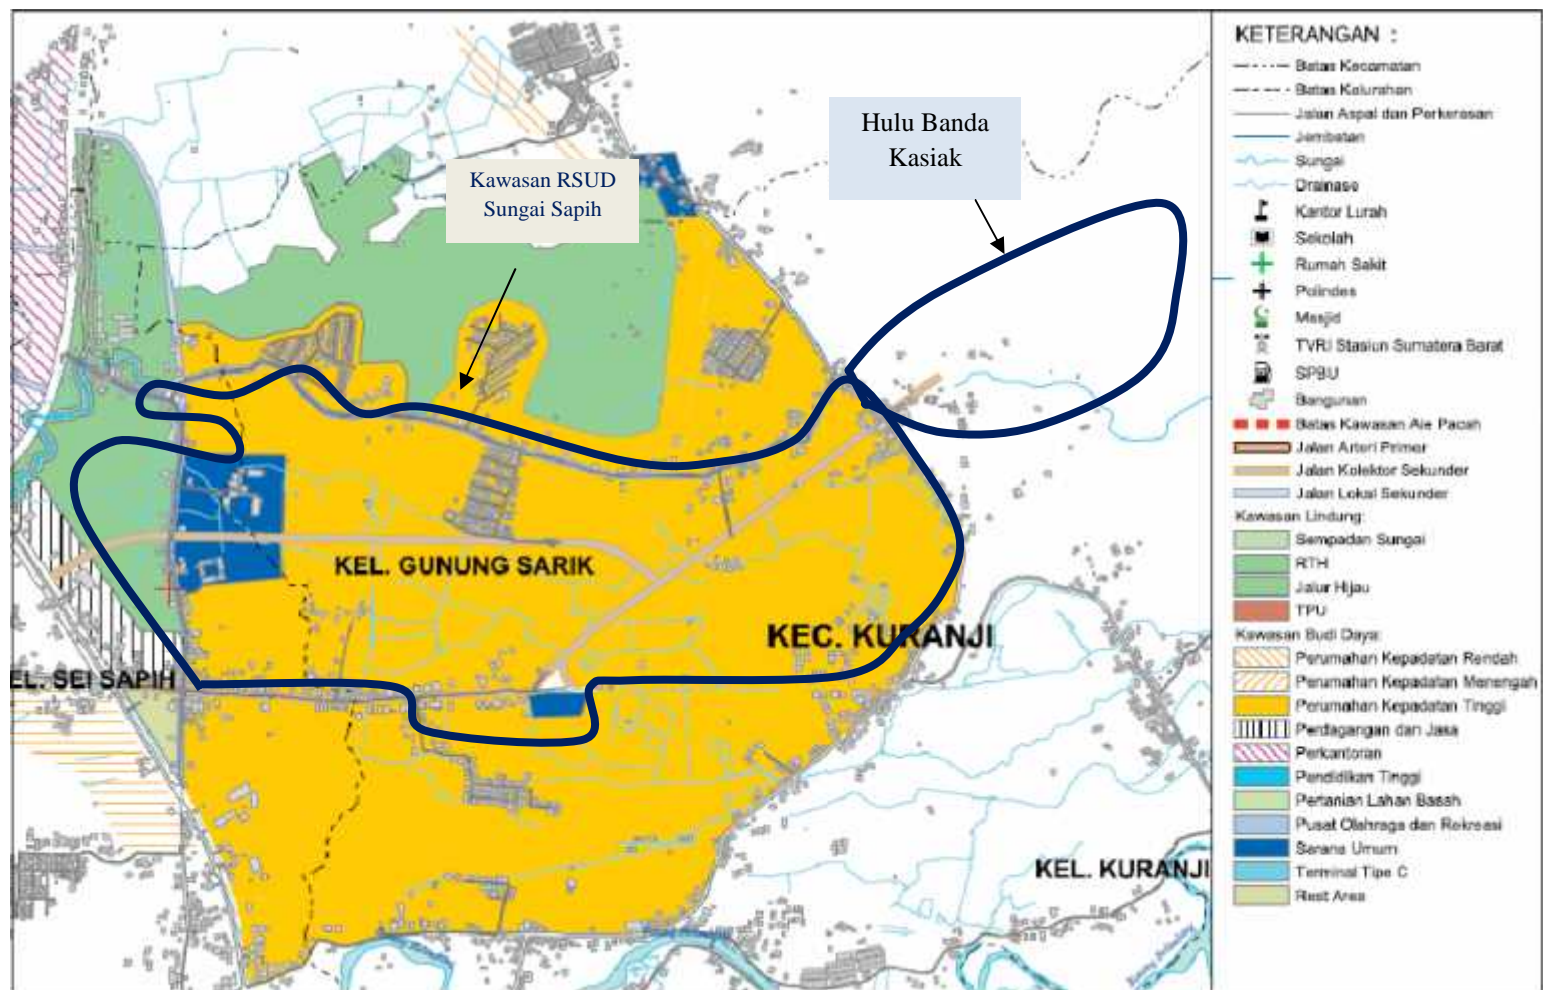 Hulu Banda
Kasiak
Kawasan RSUD
Sungai Sapih
KEL. GUNUNG SARIK
KEC. KURANJI
EL. SEI SAPIH
KEL. KURANJI
KETERANGAN :
Batas Kecamatan
Batas Kelurahan
Jalan Aspal dan Perkerasan
Jembatan
Sungai
Drainase
Kantor Lurah
Sekolah
Rumah Sakit
Polindes
Masjid
TVRI Stasiun Sumatera Barat
SPBU
Bangunan
Batas Kawasan Aie Pacah
Jalan Arteri Primer
Jalan Kolektor Sekunder
Jalan Lokal Sekunder
Kawasan Lindung:
Sempadan Sungai
RTH
Jalur Hijau
TPU
Kawasan Budi Daya:
Perumahan Kepadatan Rendah
Perumahan Kepadatan Menengah
Perumahan Kepadatan Tinggi
Perdagangan dan Jasa
Perkantoran
Pendidikan Tinggi
Pertanian Lahan Basah
Pusat Olahraga dan Rekreasi
Sarana Umum
Terminal Tipe C
Rest Area